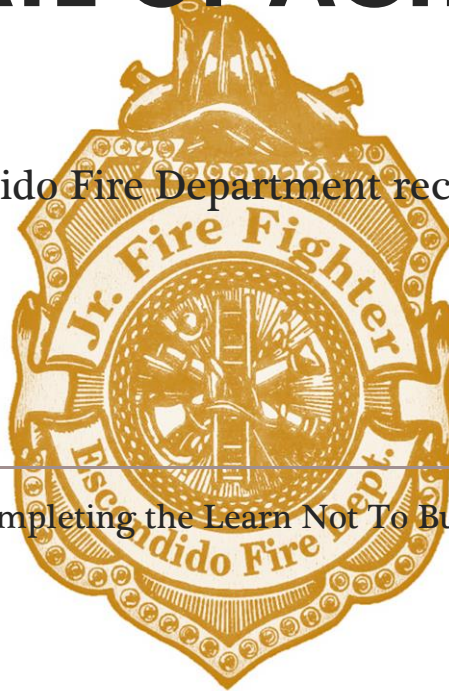 ido Fire Department rec
Jr. Fire Fighter
mpleting the Learn Not To Bu
Escondido Fire Dept.